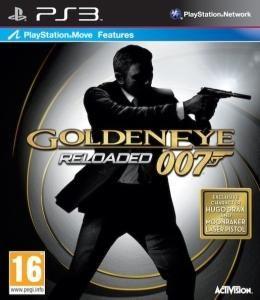 PS3
PlayStation Network
PlayStation Move Features
GOLDENEYE
RELOADED 007
EXCLUSIVE
CHARACTER
HUGO DRAX
AND
MOONRAKER
LASER PISTOL
16
www.pegi.info
ACTIVISION